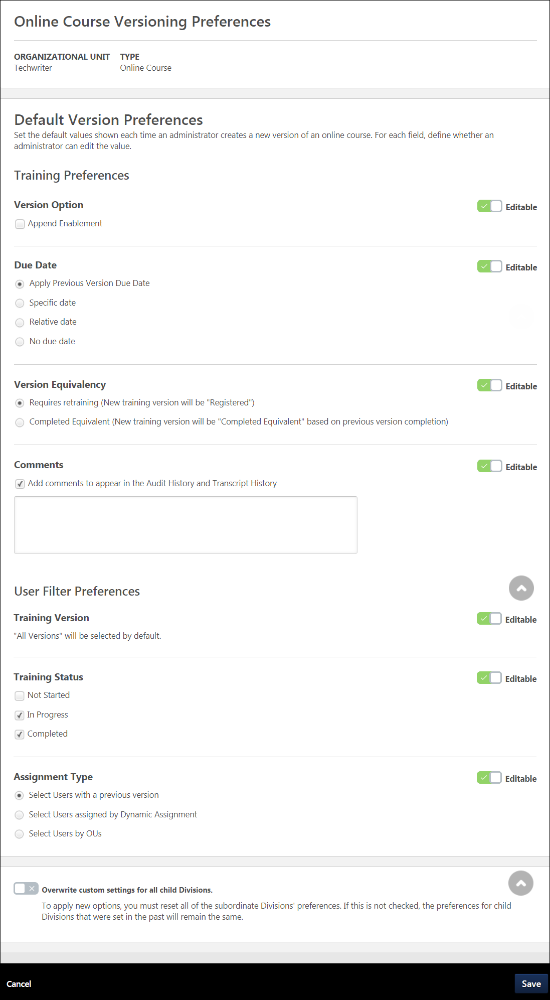 Online Course Versioning Preferences
ORGANIZATIONAL UNIT TYPE
Techwriter Online Course
Default Version Preferences
Set the default values shown each time an administrator creates a new version of an online course. For each field, define whether an
administrator can edit the value.
Training Preferences
Version Option Editable
Append Enablement
Due Date Editable
Apply Previous Version Due Date
Specific date
Relative date
No due date
Version Equivalency Editable
Requires retraining (New training version will be "Registered")
Completed Equivalent (New training version will be "Completed Equivalent" based on previous version completion)
Comments Editable
Add comments to appear in the Audit History and Transcript History
User Filter Preferences
Training Version Editable
"All Versions" will be selected by default.
Training Status Editable
Not Started
In Progress
Completed
Assignment Type Editable
Select Users with a previous version
Select Users assigned by Dynamic Assignment
Select Users by OUs
Overwrite custom settings for all child Divisions.
To apply new options, you must reset all of the subordinate Divisions' preferences. If this is not checked, the preferences for child
Divisions that were set in the past will remain the same.
Cancel Save